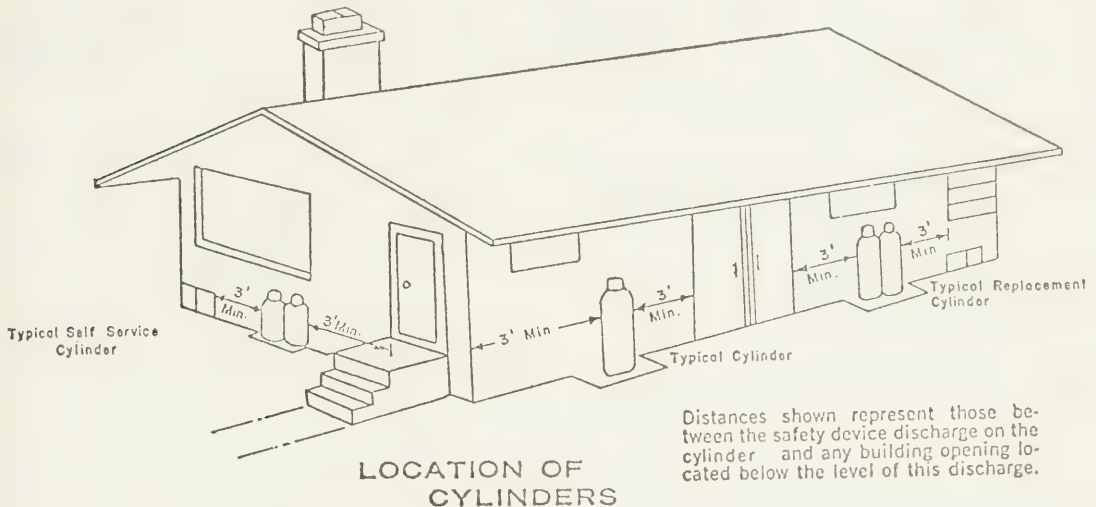 3'
Min.
3'Min.
Typical Self Service
Cylinder
3' Min
3'
Min.
Typical Cylinder
3'
Min.
3'
Min
Typical Replacement
Cylinder
Distances shown represent those be-
tween the safety device discharge on the
cylinder and any building opening lo-
cated below the level of this discharge.
LOCATION OF
CYLINDERS